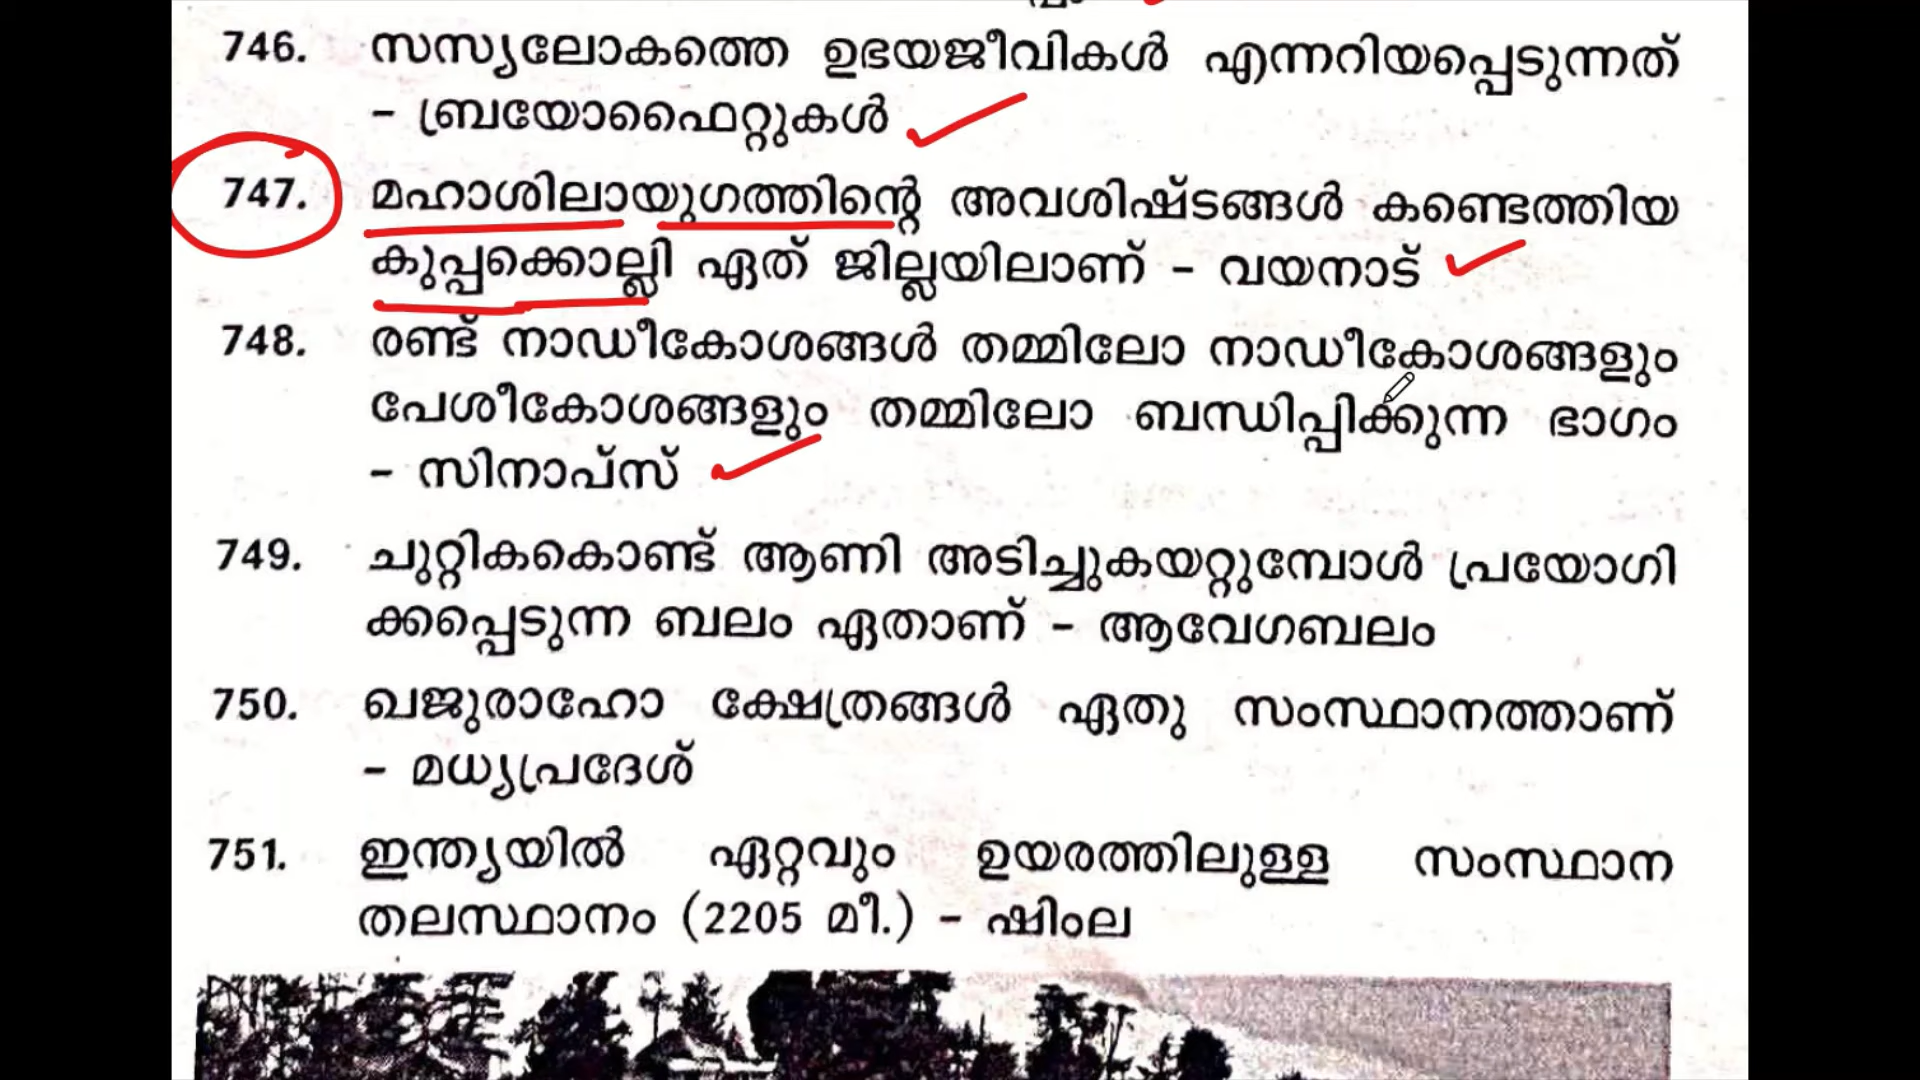 746. സസ്യലോകത്തെ ഉഭയജീവികൾ എന്നറിയപ്പെടുന്നത്
– ബ്രയോഫൈറ്റുകൾ
747. മഹാശിലായുഗത്തിന്റെ അവശിഷ്ടങ്ങൾ കണ്ടെത്തിയ
കുപ്പക്കൊല്ലി ഏത് ജില്ലയിലാണ് – വയനാട്
748. രണ്ട് നാഡീകോശങ്ങൾ തമ്മിലോ നാഡീകോശങ്ങളും
പേശീകോശങ്ങളും തമ്മിലോ ബന്ധിപ്പിക്കുന്ന ഭാഗം
– സിനാപ്സ്
749. ചുറ്റികകൊണ്ട് ആണി അടിച്ചുകയറ്റുമ്പോൾ പ്രയോഗി
ക്കപ്പെടുന്ന ബലം ഏതാണ് – ആവേഗബലം
750. ഖജുരാഹോ ക്ഷേത്രങ്ങൾ ഏതു സംസ്ഥാനത്താണ്
– മധ്യപ്രദേശ്
751. ഇന്ത്യയിൽ ഏറ്റവും ഉയരത്തിലുള്ള സംസ്ഥാന
തലസ്ഥാനം (2205 മീ.) – ഷിംല